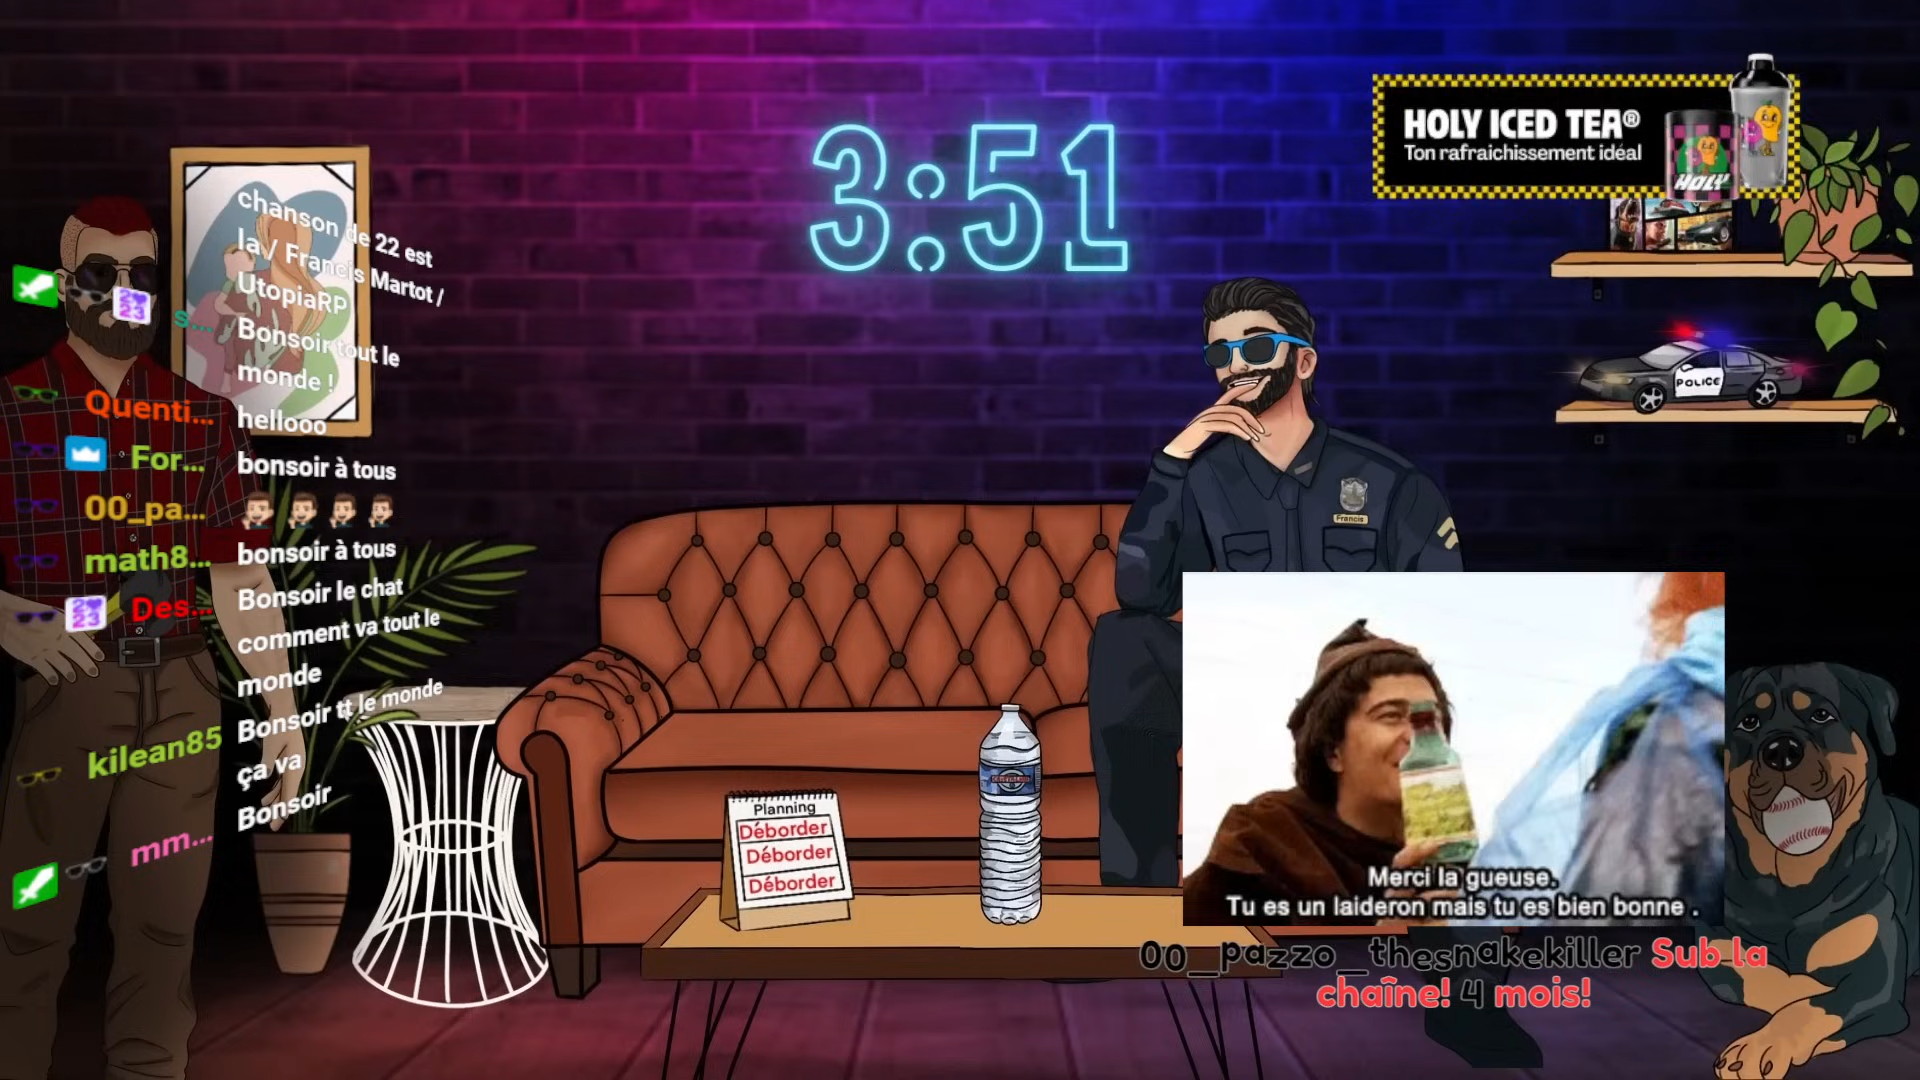 3:51
HOLY ICED TEA®
Ton rafraichissement idéal
HOLY
POLICE
Francis
chanson de 22 est
la / Francis Martot /
UtopiaRP
s...
Bonsoir tout le
monde !
Quenti...
hellooo
For...
bonsoir à tous
00_pa...
math8...
bonsoir à tous
Des...
Bonsoir le chat
comment va tout le
monde
Bonsoir tt le monde
kilean85
ça va
mm...
Bonsoir
Planning
Déborder
Déborder
Déborder
Merci la gueuse.
Tu es un laideron mais tu es bien bonne .
00_pazzo_thesnakekiller Sub la
chaîne! 4 mois!